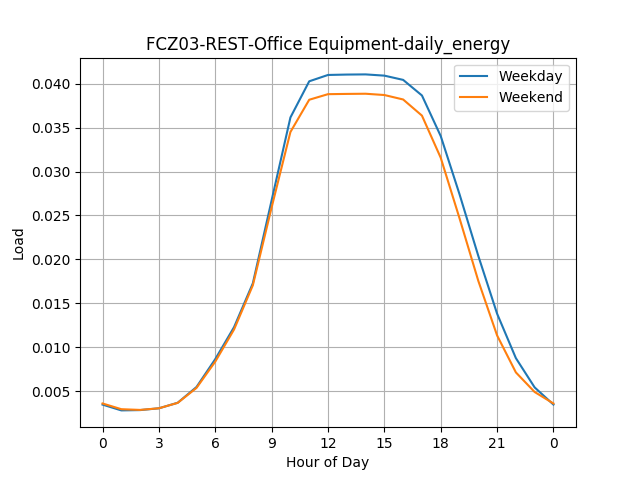 FCZ03-REST-Office Equipment-daily_energy
Weekday
Weekend
0.040
0.035
0.030
0.025
0.020
0.015
0.010
0.005
Load
0 3 6 9 12 15 18 21 0
Hour of Day